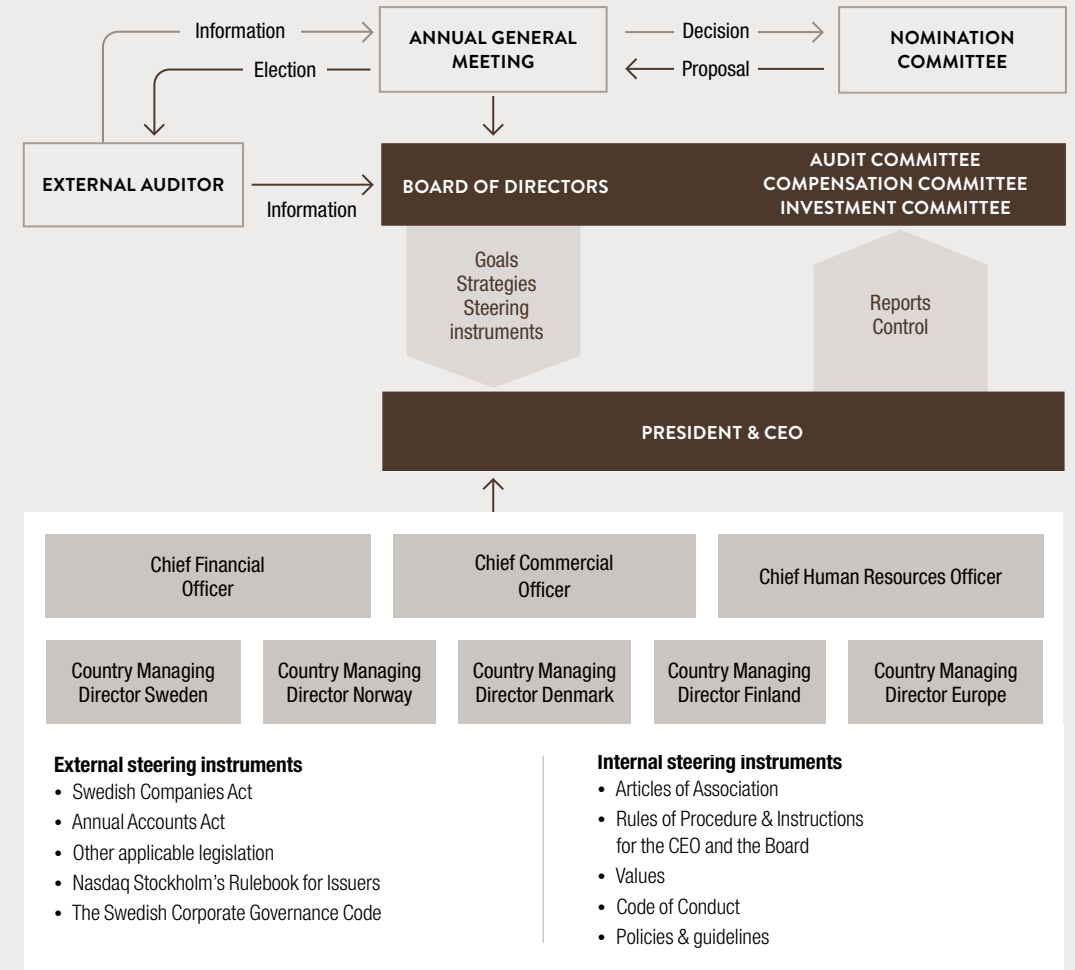 Information
ANNUAL GENERAL
MEETING
Decision
NOMINATION
COMMITTEE
Election
Proposal
EXTERNAL AUDITOR
Information
BOARD OF DIRECTORS
AUDIT COMMITTEE
COMPENSATION COMMITTEE
INVESTMENT COMMITTEE
Goals
Strategies
Steering
instruments
Reports
Control
PRESIDENT & CEO
Chief Financial
Officer
Chief Commercial
Officer
Chief Human Resources Officer
Country Managing
Director Sweden
Country Managing
Director Norway
Country Managing
Director Denmark
Country Managing
Director Finland
Country Managing
Director Europe
External steering instruments
• Swedish Companies Act
• Annual Accounts Act
• Other applicable legislation
• Nasdaq Stockholm's Rulebook for Issuers
• The Swedish Corporate Governance Code
Internal steering instruments
• Articles of Association
• Rules of Procedure & Instructions
for the CEO and the Board
• Values
• Code of Conduct
• Policies & guidelines